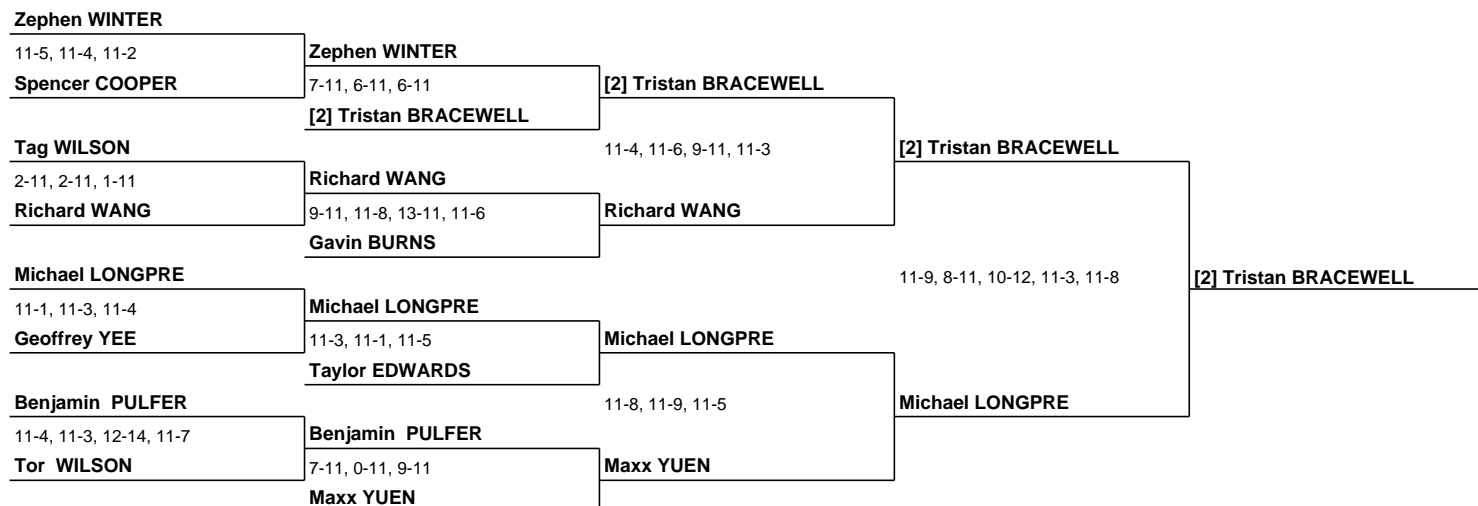 Zephen WINTER
11-5, 11-4, 11-2
Zephen WINTER
Spencer COOPER
7-11, 6-11, 6-11
[2] Tristan BRACEWELL
[2] Tristan BRACEWELL
Tag WILSON
11-4, 11-6, 9-11, 11-3
[2] Tristan BRACEWELL
2-11, 2-11, 1-11
Richard WANG
Richard WANG
9-11, 11-8, 13-11, 11-6
Richard WANG
Gavin BURNS
Michael LONGPRE
11-9, 8-11, 10-12, 11-3, 11-8
[2] Tristan BRACEWELL
11-1, 11-3, 11-4
Michael LONGPRE
Geoffrey YEE
11-3, 11-1, 11-5
Michael LONGPRE
Taylor EDWARDS
Benjamin PULFER
11-8, 11-9, 11-5
Michael LONGPRE
11-4, 11-3, 12-14, 11-7
Benjamin PULFER
Tor WILSON
7-11, 0-11, 9-11
Maxx YUEN
Maxx YUEN